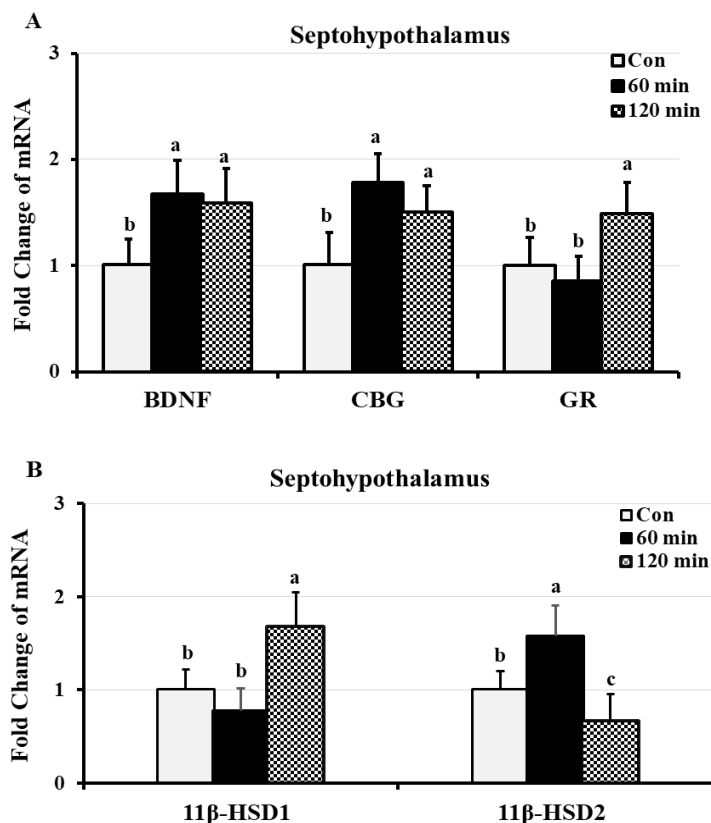 A
Septohypothalamus
Fold Change of mRNA
3
2
1
0
Con
60 min
120 min
b
a
a
b
a
a
b
b
a
BDNF
CBG
GR
B
Septohypothalamus
Fold Change of mRNA
3
2
1
0
Con
60 min
120 min
b
b
a
b
a
c
11β-HSD1
11β-HSD2